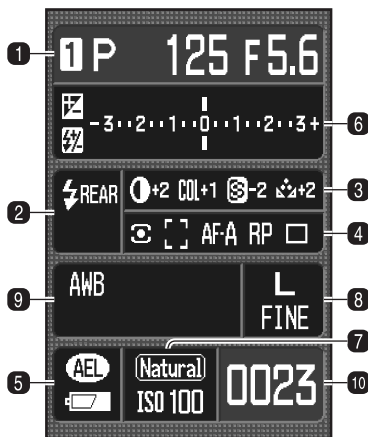 1 1 P 125 F5.6
-3··2··1··0··1··2··3+ 6
2 REAR +2 COL+1 S-2 +2 3
AF-A RP 4
9 AWB L FINE 8
7
5 AEL Natural ISO 100 0023 10